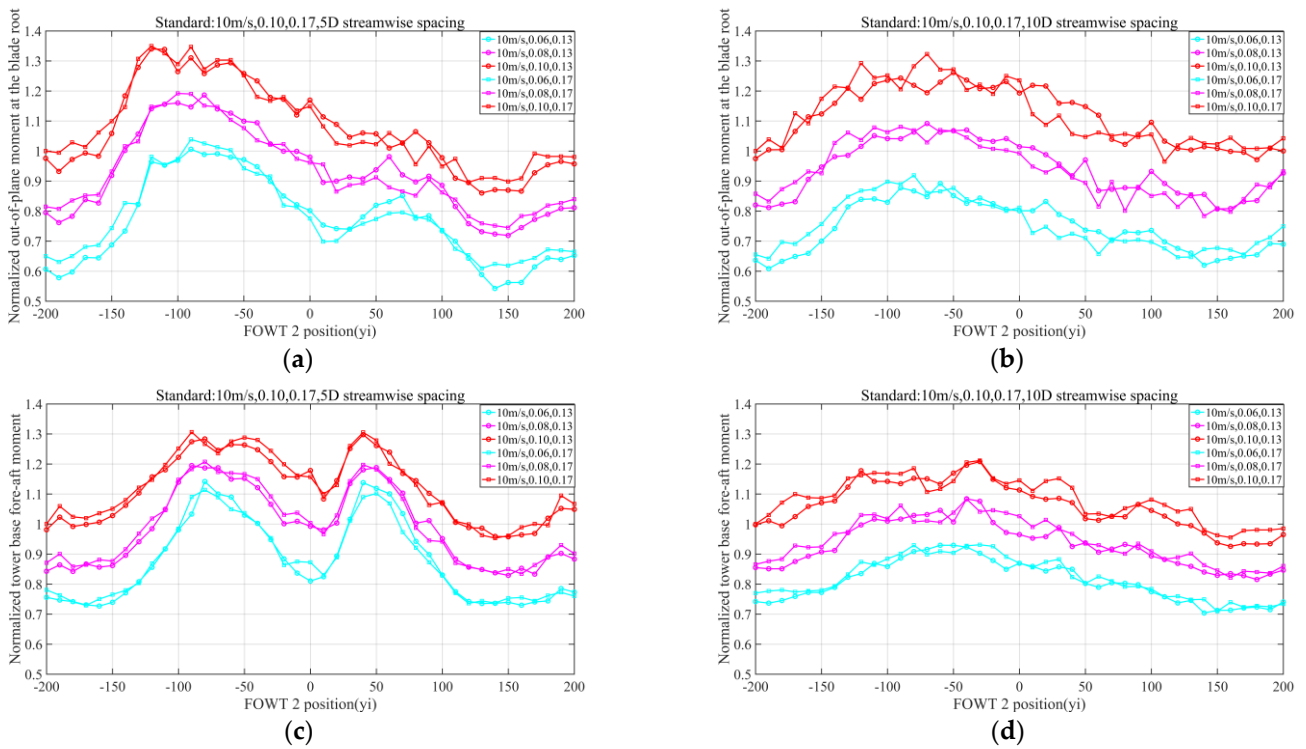 Standard:10m/s,0.10,0.17,5D streamwise spacing
Normalized out-of-plane moment at the blade root
1.4
1.3
1.2
1.1
1
0.9
0.8
0.7
0.6
0.5
10m/s,0.06,0.13
10m/s,0.08,0.13
10m/s,0.10,0.13
10m/s,0.06,0.17
10m/s,0.08,0.17
10m/s,0.10,0.17
-200 -150 -100 -50 0 50 100 150 200
FOWT 2 position(yi)
(a)
Standard:10m/s,0.10,0.17,10D streamwise spacing
Normalized out-of-plane moment at the blade root
1.4
1.3
1.2
1.1
1
0.9
0.8
0.7
0.6
0.5
10m/s,0.06,0.13
10m/s,0.08,0.13
10m/s,0.10,0.13
10m/s,0.06,0.17
10m/s,0.08,0.17
10m/s,0.10,0.17
-200 -150 -100 -50 0 50 100 150 200
FOWT 2 position(yi)
(b)
Standard:10m/s,0.10,0.17,5D streamwise spacing
Normalized tower base fore-aft moment
1.4
1.3
1.2
1.1
1
0.9
0.8
0.7
0.6
0.5
10m/s,0.06,0.13
10m/s,0.08,0.13
10m/s,0.10,0.13
10m/s,0.06,0.17
10m/s,0.08,0.17
10m/s,0.10,0.17
-200 -150 -100 -50 0 50 100 150 200
FOWT 2 position(yi)
(c)
Standard:10m/s,0.10,0.17,10D streamwise spacing
Normalized tower base fore-aft moment
1.4
1.3
1.2
1.1
1
0.9
0.8
0.7
0.6
0.5
10m/s,0.06,0.13
10m/s,0.08,0.13
10m/s,0.10,0.13
10m/s,0.06,0.17
10m/s,0.08,0.17
10m/s,0.10,0.17
-200 -150 -100 -50 0 50 100 150 200
FOWT 2 position(yi)
(d)